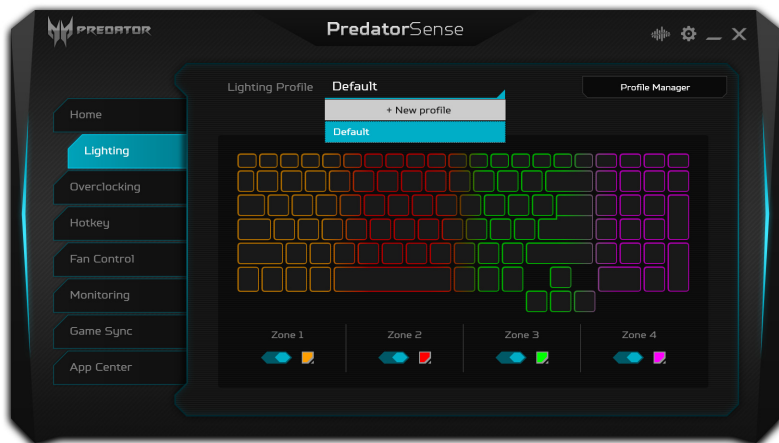 PREDATOR
PredatorSense
Lighting Profile Default
Profile Manager
+ New profile
Default
Home
Lighting
Overclocking
Hotkey
Fan Control
Monitoring
Game Sync
App Center
Zone 1 Zone 2 Zone 3 Zone 4